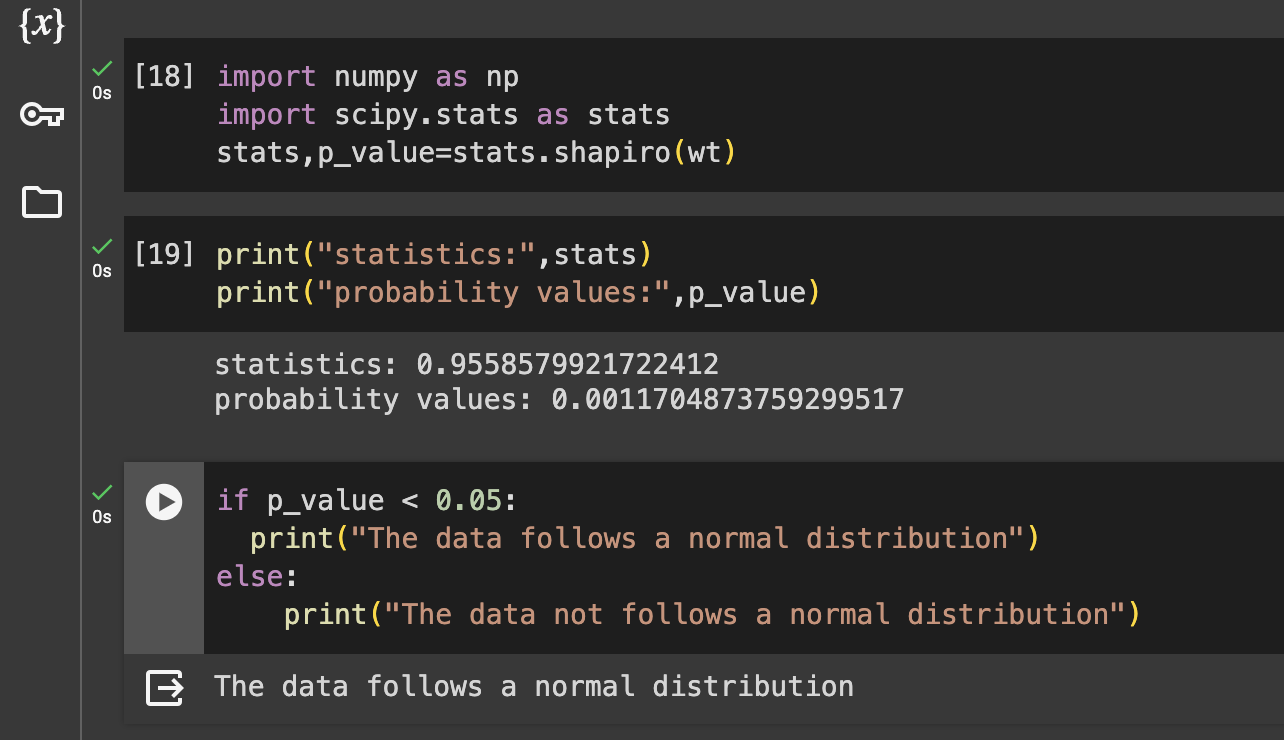 {x}
0s
[18] import numpy as np
import scipy.stats as stats
stats,p_value=stats.shapiro(wt)
0s
[19] print("statistics:",stats)
print("probability values:",p_value)
statistics: 0.9558579921722412
probability values: 0.0011704873759299517
0s
if p_value < 0.05:
  print("The data follows a normal distribution")
else:
    print("The data not follows a normal distribution")
The data follows a normal distribution